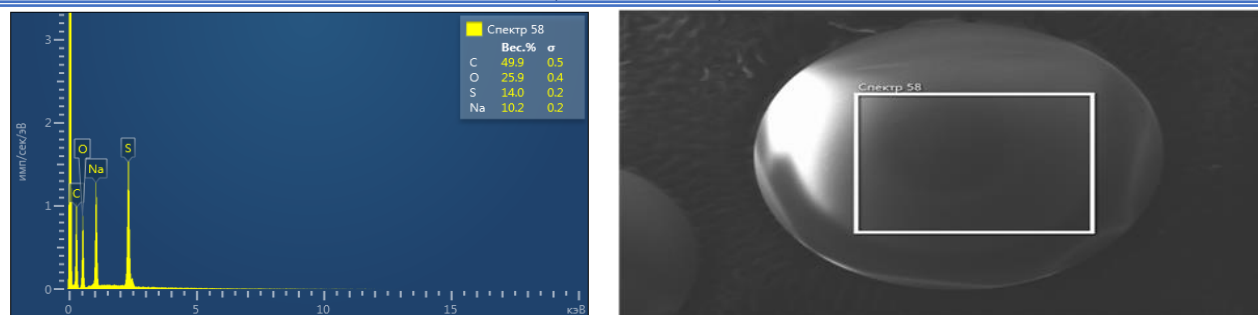 Спектр 58
Вес.% σ
C 49.9 0.5
O 25.9 0.4
S 14.0 0.2
Na 10.2 0.2
3
2
1
0
имп/сек/эВ
O
S
Na
C
0 5 10 15 кэВ
Спектр 58